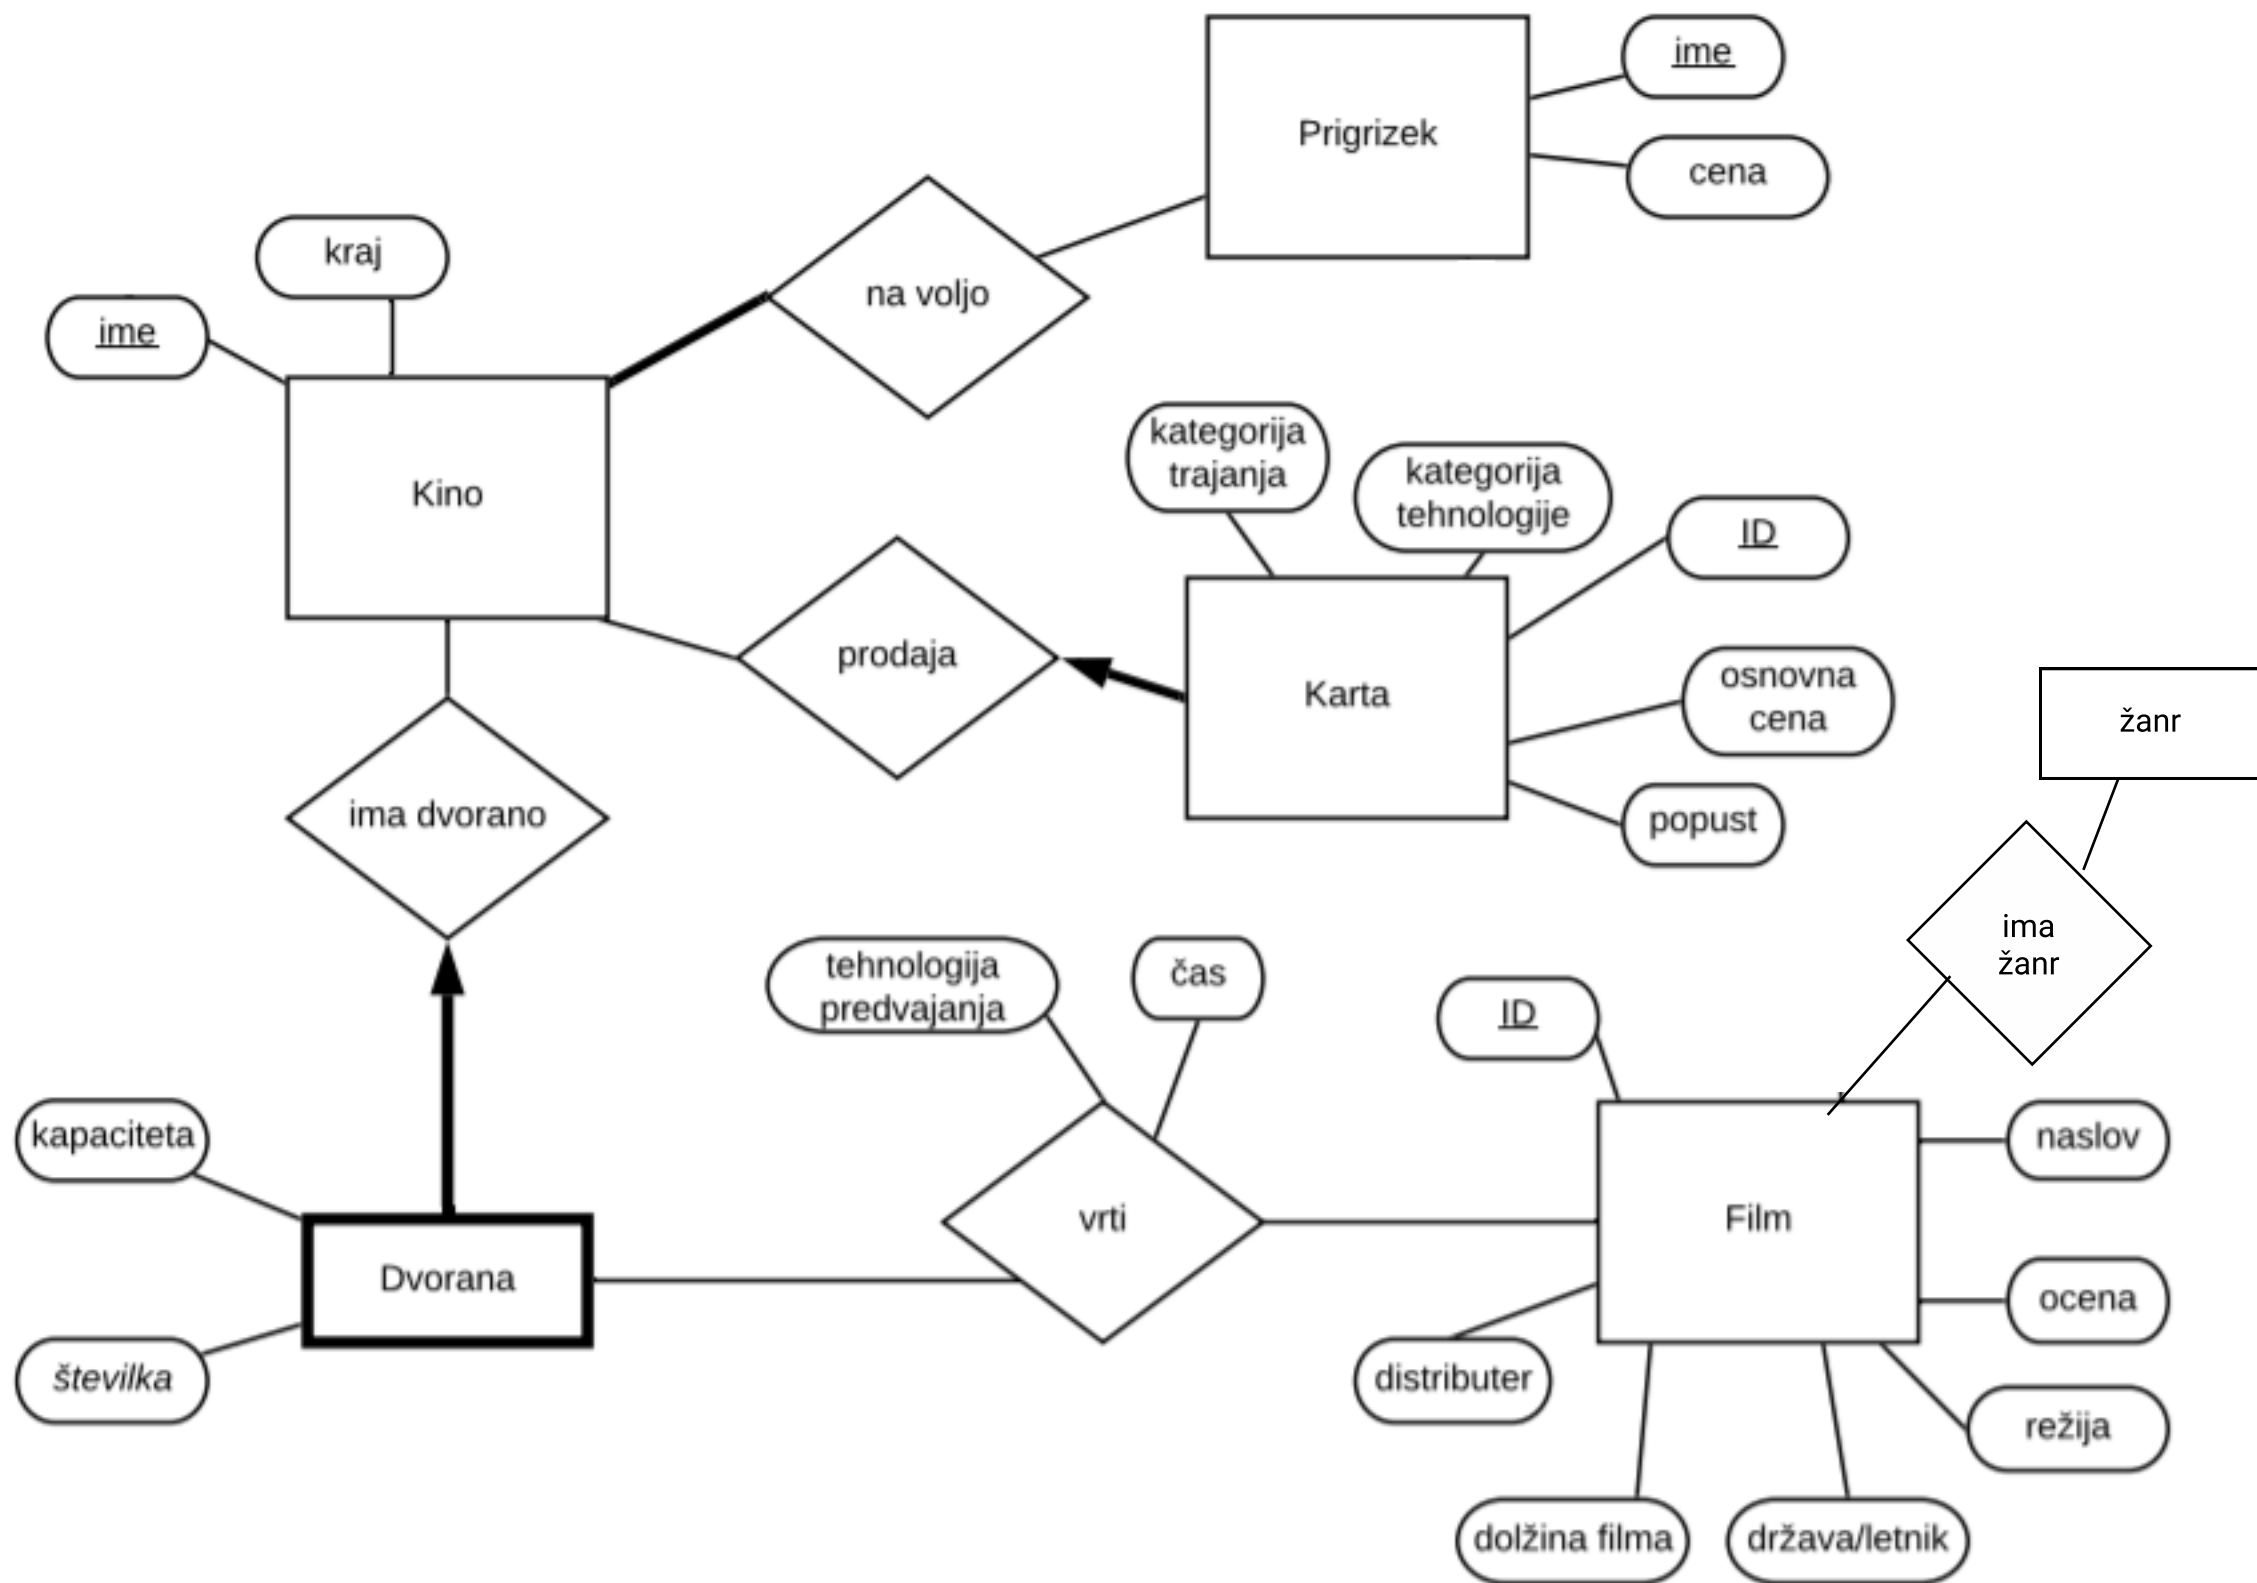 ime
Prigrizek
cena
kraj
na voljo
ime
kategorija
trajanja
kategorija
tehnologije
Kino
ID
prodaja
Karta
osnovna
cena
žanr
ima dvorano
popust
ima
žanr
tehnologija
predvajanja
čas
ID
kapaciteta
naslov
vrti
Film
Dvorana
ocena
številka
distributer
režija
dolžina filma
država/letnik